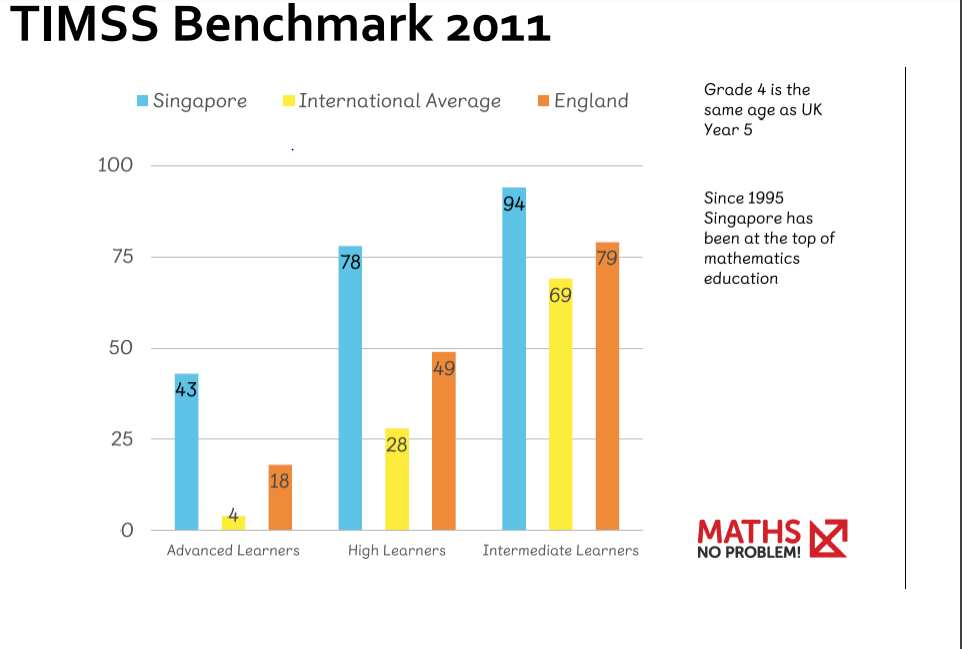 TIMSS Benchmark 2011
Singapore
International Average
England
Grade 4 is the
same age as UK
Year 5
Since 1995
Singapore has
been at the top of
mathematics
education
100
75
50
25
0
43
4
18
78
28
49
94
69
79
Advanced Learners
High Learners
Intermediate Learners
MATHS
NO PROBLEM!